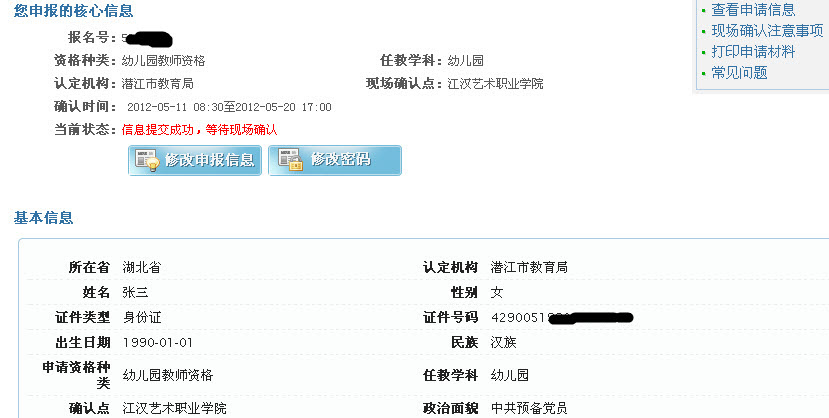 您申报的核心信息
报名号：5
资格种类：幼儿园教师资格 任教学科：幼儿园
认定机构：潜江市教育局 现场确认点：江汉艺术职业学院
确认时间： 2012-05-11 08:30至2012-05-20 17:00
当前状态：信息提交成功，等待现场确认
修改申报信息 修改密码
查看申请信息
现场确认注意事项
打印申请材料
常见问题
基本信息
所在省 湖北省 认定机构 潜江市教育局
姓名 张三 性别 女
证件类型 身份证 证件号码 42900519
出生日期 1990-01-01 民族 汉族
申请资格种类 幼儿园教师资格 任教学科 幼儿园
确认点 江汉艺术职业学院 政治面貌 中共预备党员